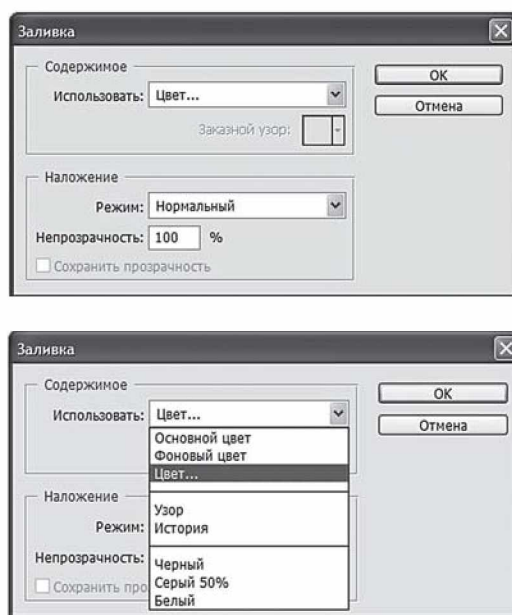 Заливка
Содержимое
Использовать: Цвет...
OK
Отмена
Заказной узор:
Наложение
Режим: Нормальный
Непрозрачность: 100 %
Сохранить прозрачность
Заливка
Содержимое
Использовать: Цвет...
OK
Отмена
Основной цвет
Фоновый цвет
Цвет...
Наложение
Узор
Режим: История
Непрозрачность:
Черный
Сохранить про Серый 50%
Белый